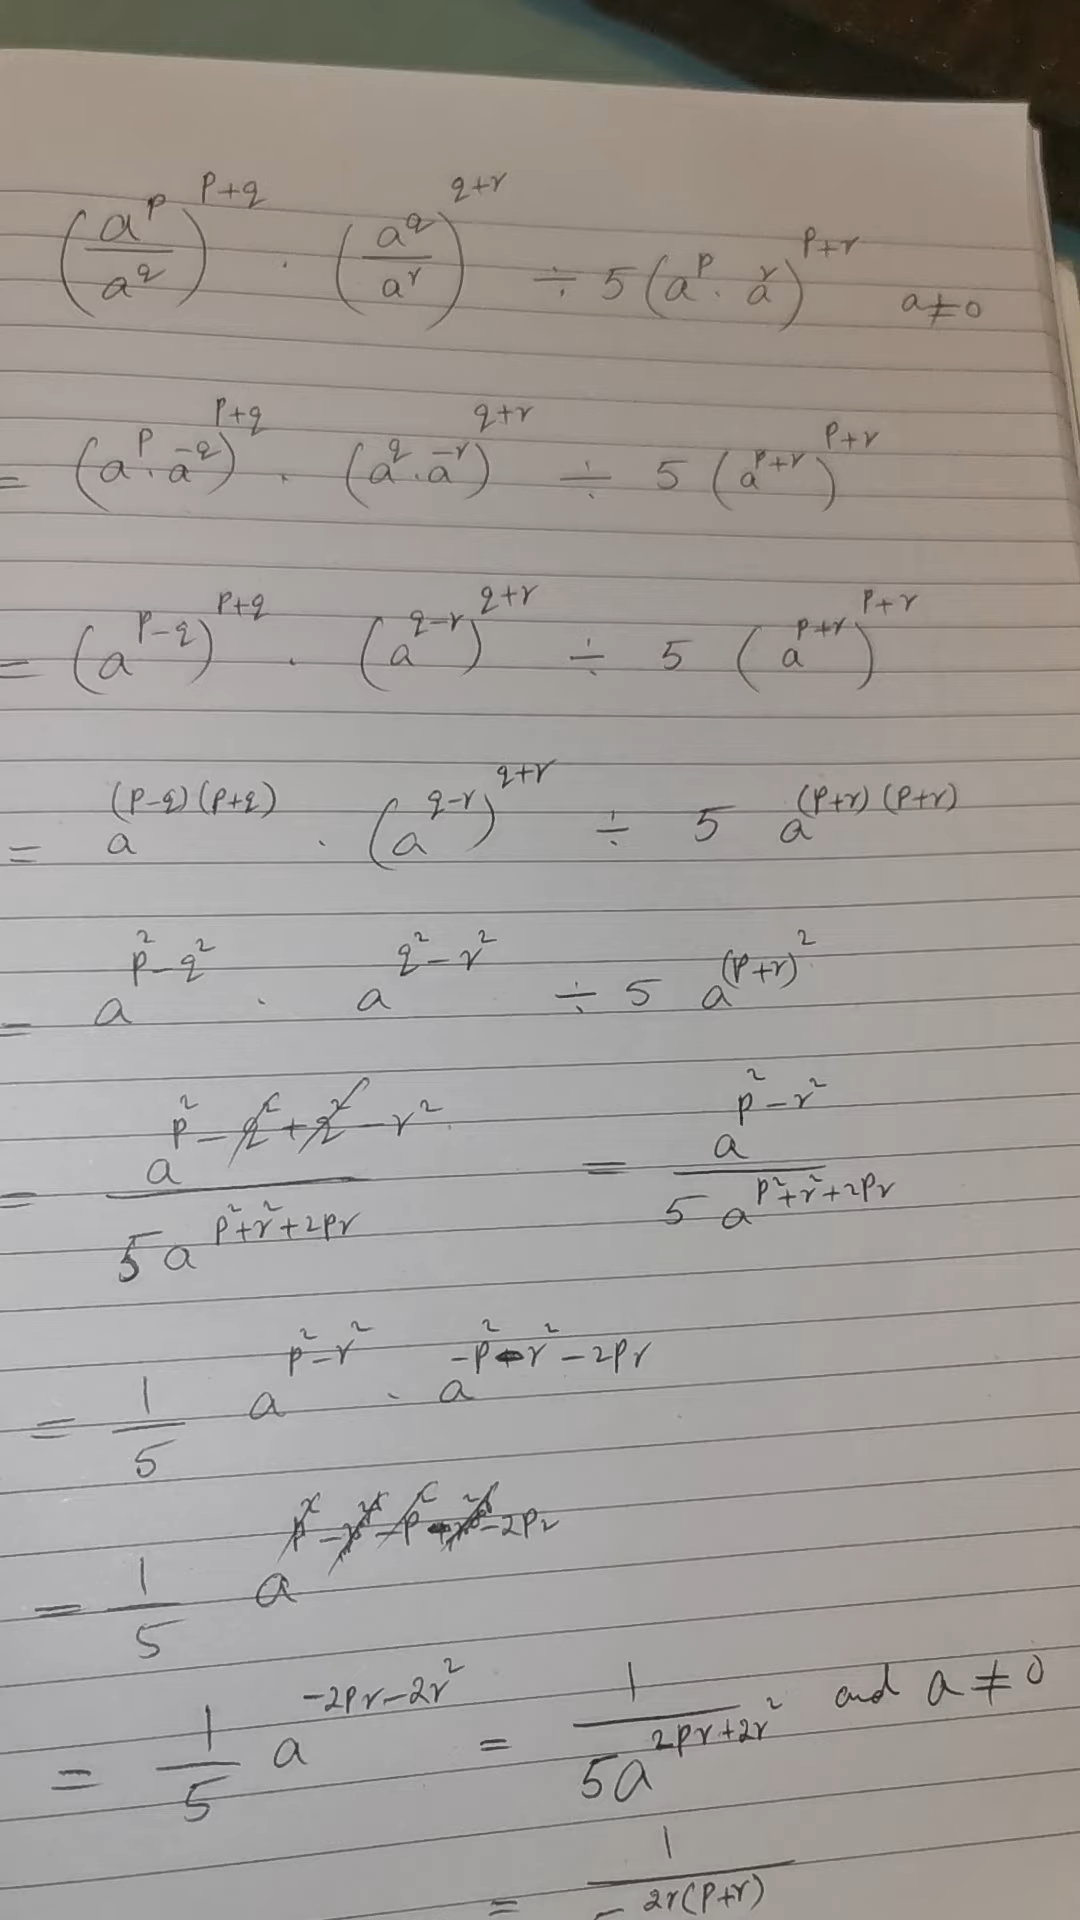 (a^p / a^q)^(p+q) · (a^q / a^r)^(q+r) ÷ 5 (a^p · a^r)^(p+r) a≠0
= (a^p · a^-q)^(p+q) · (a^q · a^-r)^(q+r) ÷ 5 (a^(p+r))^(p+r)
= (a^(p-q))^(p+q) · (a^(q-r))^(q+r) ÷ 5 (a^(p+r))^(p+r)
= a^((p-q)(p+q)) · (a^(q-r))^(q+r) ÷ 5 a^((p+r)(p+r))
= a^(p²-q²) · a^(q²-r²) ÷ 5 a^((p+r)²)
= a^(p²-q²+q²-r²) / 5a^(p²+r²+2pr) = a^(p²-r²) / 5a^(p²+r²+2pr)
= 1/5 a^(p²-r²) · a^(-p²-r²-2pr)
= 1/5 a^(p²-r²-p²-r²-2pr)
= 1/5 a^(-2pr-2r²) = 1 / 5a^(2pr+2r²) and a≠0
= 1 / 2r(p+r)